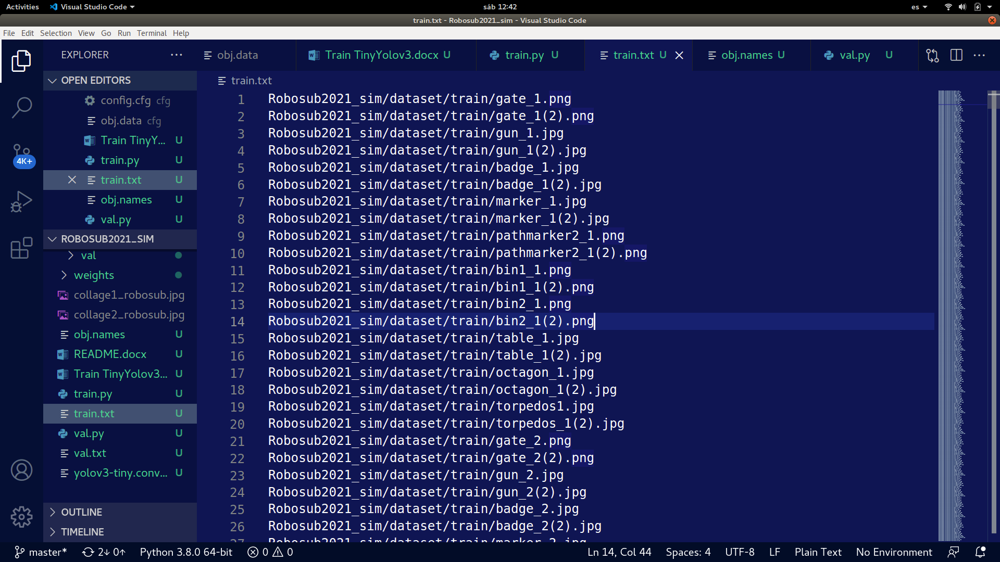 Activities Visual Studio Code sáb 12:42 es
train.txt - Robosub2021_sim - Visual Studio Code
File Edit Selection View Go Run Terminal Help
EXPLORER ··· obj.data Train TinyYolov3.docx U train.py U train.txt U obj.names U val.py U ···
OPEN EDITORS
config.cfg cfg
obj.data cfg
Train TinyY... U
train.py U
train.txt U
obj.names U
val.py U
4K+
ROBOSUB2021_SIM
val
weights
collage1_robosub.jpg
collage2_robosub.jpg
obj.names U
README.docx U
Train TinyYolov3... U
train.py U
train.txt U
val.py U
val.txt U
yolov3-tiny.conv... U
OUTLINE
TIMELINE
train.txt
1 Robosub2021_sim/dataset/train/gate_1.png
2 Robosub2021_sim/dataset/train/gate_1(2).png
3 Robosub2021_sim/dataset/train/gun_1.jpg
4 Robosub2021_sim/dataset/train/gun_1(2).jpg
5 Robosub2021_sim/dataset/train/badge_1.jpg
6 Robosub2021_sim/dataset/train/badge_1(2).jpg
7 Robosub2021_sim/dataset/train/marker_1.jpg
8 Robosub2021_sim/dataset/train/marker_1(2).jpg
9 Robosub2021_sim/dataset/train/pathmarker2_1.png
10 Robosub2021_sim/dataset/train/pathmarker2_1(2).png
11 Robosub2021_sim/dataset/train/bin1_1.png
12 Robosub2021_sim/dataset/train/bin1_1(2).png
13 Robosub2021_sim/dataset/train/bin2_1.png
14 Robosub2021_sim/dataset/train/bin2_1(2).png
15 Robosub2021_sim/dataset/train/table_1.jpg
16 Robosub2021_sim/dataset/train/table_1(2).jpg
17 Robosub2021_sim/dataset/train/octagon_1.jpg
18 Robosub2021_sim/dataset/train/octagon_1(2).jpg
19 Robosub2021_sim/dataset/train/torpedos1.jpg
20 Robosub2021_sim/dataset/train/torpedos_1(2).jpg
21 Robosub2021_sim/dataset/train/gate_2.png
22 Robosub2021_sim/dataset/train/gate_2(2).png
23 Robosub2021_sim/dataset/train/gun_2.jpg
24 Robosub2021_sim/dataset/train/gun_2(2).jpg
25 Robosub2021_sim/dataset/train/badge_2.jpg
26 Robosub2021_sim/dataset/train/badge_2(2).jpg
27 Robosub2021_sim/dataset/train/marker_2.jpg
master* 2↓ 0↑ Python 3.8.0 64-bit 0 0 Ln 14, Col 44 Spaces: 4 UTF-8 LF Plain Text No Environment